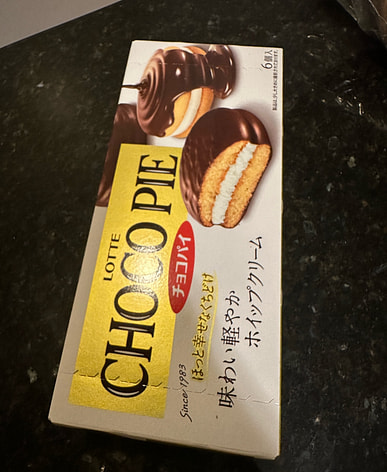 LOTTE
CHOCO PIE
チョコパイ
Since 1983
ほっと幸せなくちどけ
味わい軽やか
ホイップクリーム
6個入